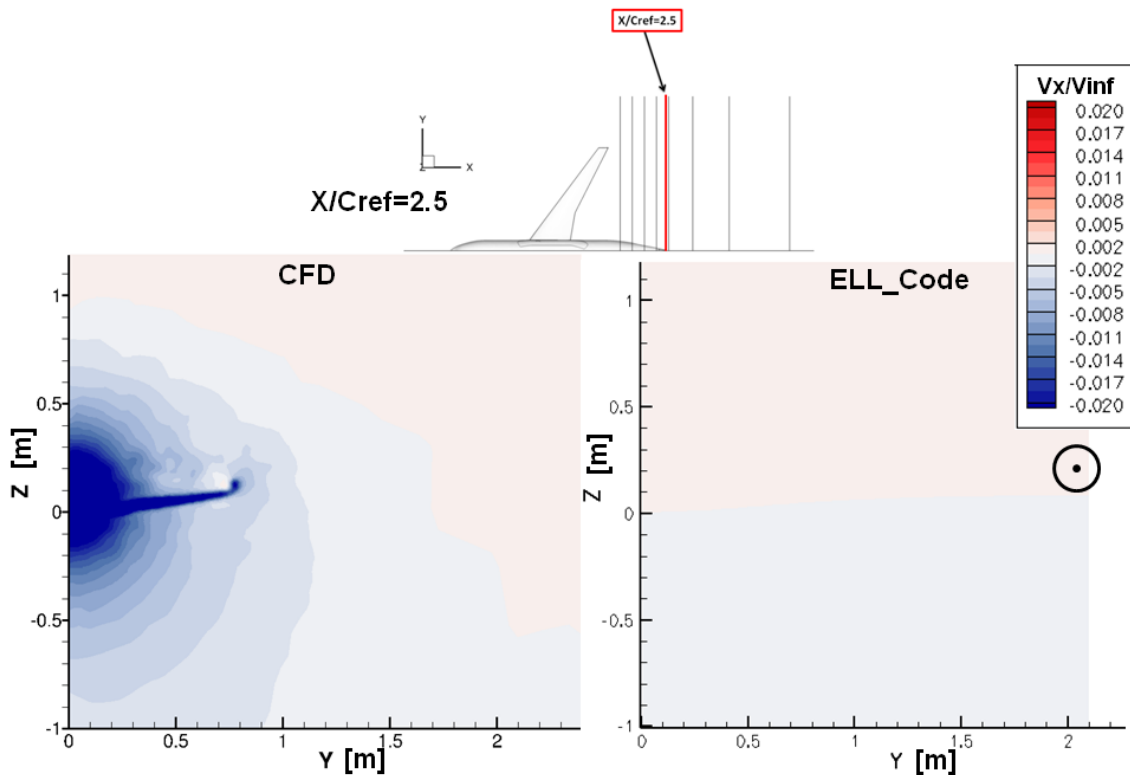 X/Cref=2.5
Y
Z
X
X/Cref=2.5
Vx/Vinf
0.020
0.017
0.014
0.011
0.008
0.005
0.002
-0.002
-0.005
-0.008
-0.011
-0.014
-0.017
-0.020
CFD
1
0.5
0
-0.5
-1
Z [m]
0
0.5
1
1.5
2
Y [m]
ELL_Code
1
0.5
0
-0.5
-1
Z [m]
0
0.5
1
1.5
2
Y [m]